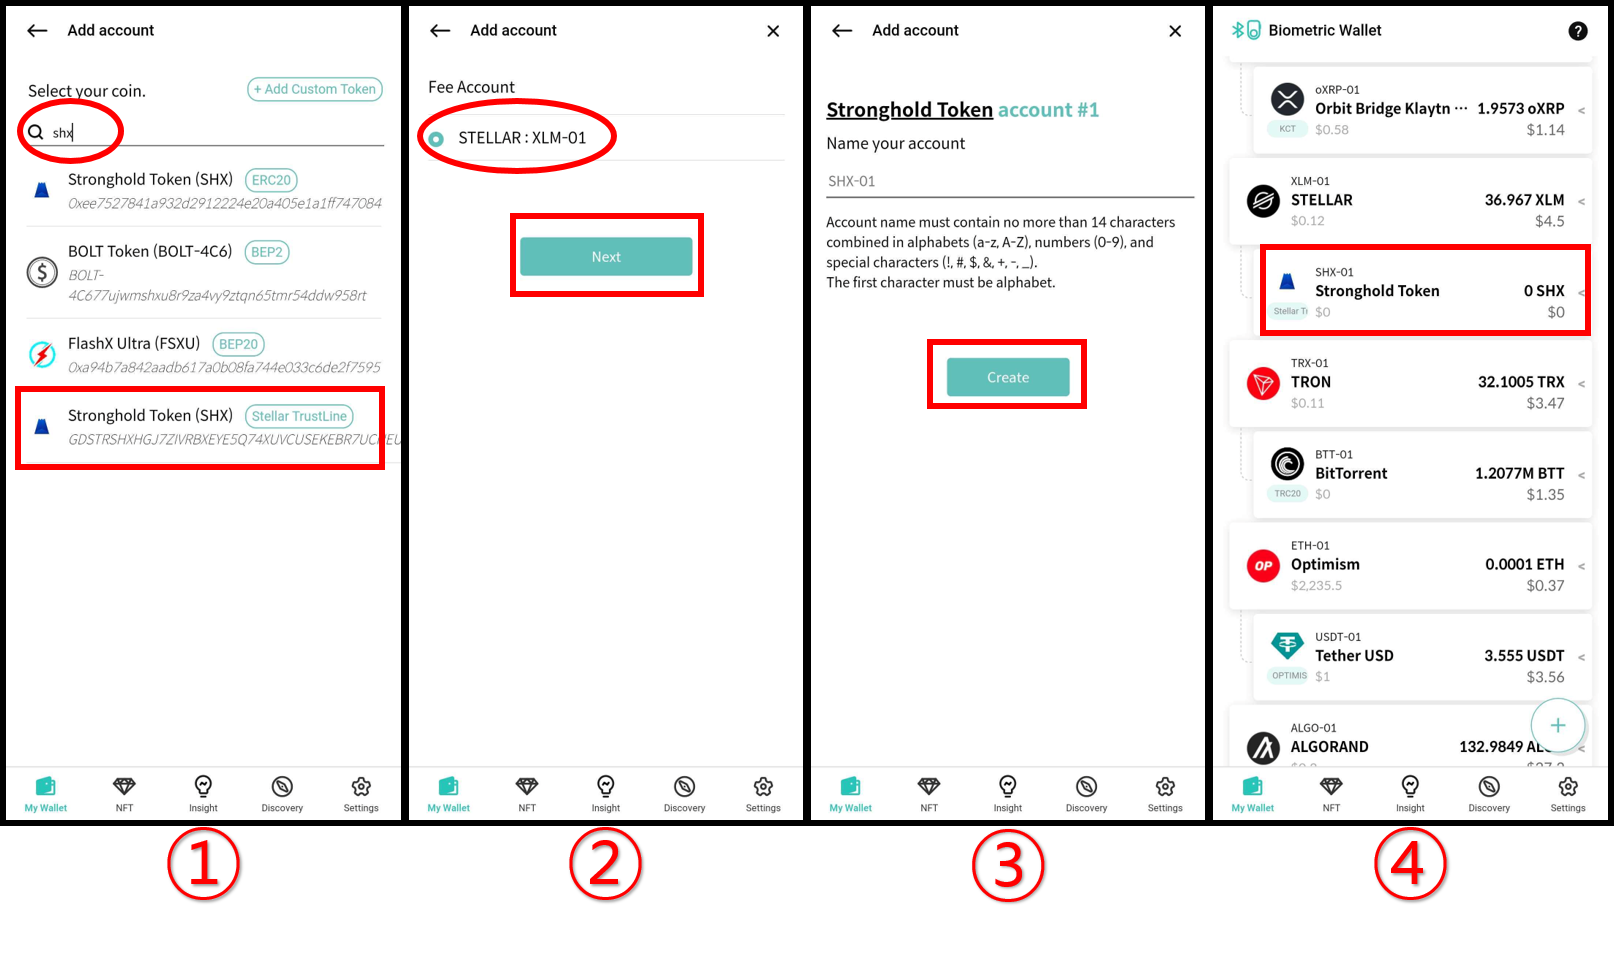 Add account
Select your coin.
+ Add Custom Token
shx
Stronghold Token (SHX) ERC20
0xee7527841a932d2912224e20a405e1a1ff747084
BOLT Token (BOLT-4C6) BEP2
BOLT-
4C677ujwmshxu8r9za4vy9ztqn65tmr54ddw958rt
FlashX Ultra (FSXU) BEP20
0xa94b7a842aadb617a0b08fa744e033c6de2f7595
Stronghold Token (SHX) Stellar TrustLine
My Wallet
NFT
Insight
Discovery
Settings
①
Add account
Fee Account
STELLAR : XLM-01
Next
My Wallet
NFT
Insight
Discovery
Settings
②
Add account
Stronghold Token account #1
Name your account
SHX-01
Account name must contain no more than 14 characters
combined in alphabets (a-z, A-Z), numbers (0-9), and
special characters (!, #, $, &, +, -, _).
The first character must be alphabet.
Create
My Wallet
NFT
Insight
Discovery
Settings
③
Biometric Wallet
?
oXRP-01
Orbit Bridge Klaytn ··· 1.9573 oXRP <
KCT $0.58 $1.14
XLM-01
STELLAR 36.967 XLM <
$0.12 $4.5
SHX-01
Stronghold Token 0 SHX <
Stellar Tr $0 $0
TRX-01
TRON 32.1005 TRX <
$0.11 $3.47
BTT-01
BitTorrent 1.2077M BTT <
TRC20 $0 $1.35
ETH-01
OP Optimism 0.0001 ETH <
$2,235.5 $0.37
USDT-01
Tether USD 3.555 USDT <
OPTIMIS $1 $3.56
+
ALGO-01
ALGORAND 132.9849 <
My Wallet
NFT
Insight
Discovery
Settings
④